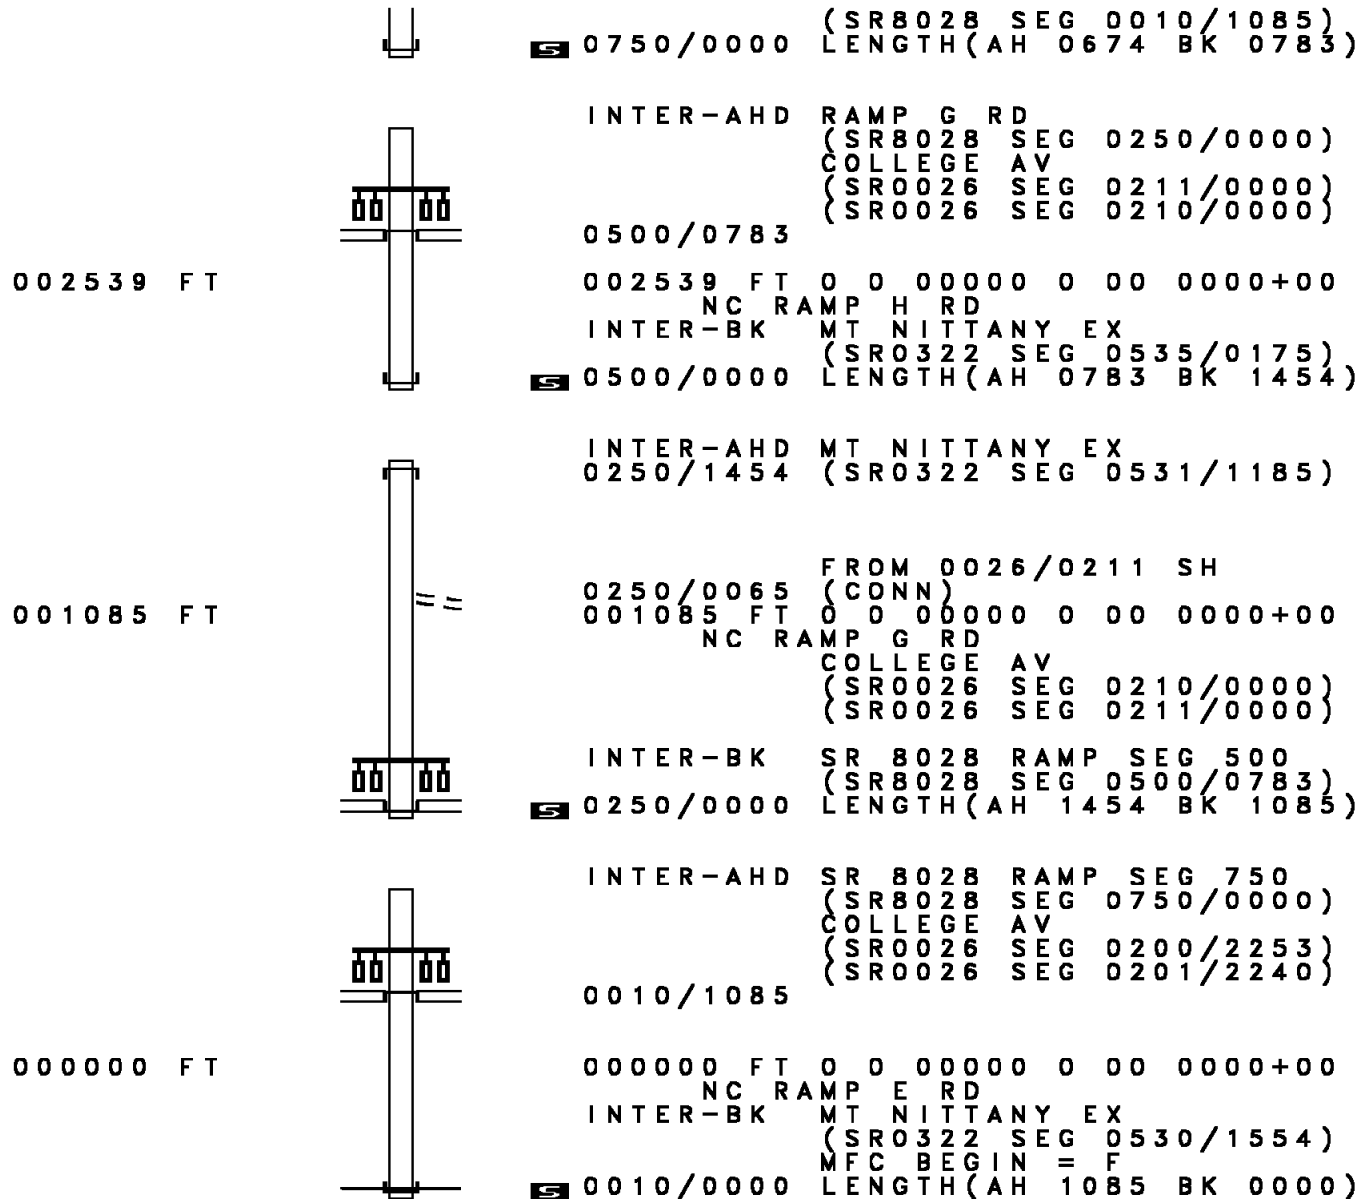 (SR8028 SEG 0010/1085)
S 0750/0000 LENGTH(AH 0674 BK 0783)
INTER-AHD RAMP G RD
(SR8028 SEG 0250/0000)
COLLEGE AV
(SR0026 SEG 0211/0000)
(SR0026 SEG 0210/0000)
0500/0783
002539 FT 002539 FT 0 0 00000 0 00 0000+00
NC RAMP H RD
INTER-BK MT NITTANY EX
(SR0322 SEG 0535/0175)
S 0500/0000 LENGTH(AH 0783 BK 1454)
INTER-AHD MT NITTANY EX
0250/1454 (SR0322 SEG 0531/1185)
FROM 0026/0211 SH
0250/0065 (CONN)
001085 FT 001085 FT 0 0 00000 0 00 0000+00
NC RAMP G RD
COLLEGE AV
(SR0026 SEG 0210/0000)
(SR0026 SEG 0211/0000)
INTER-BK SR 8028 RAMP SEG 500
(SR8028 SEG 0500/0783)
S 0250/0000 LENGTH(AH 1454 BK 1085)
INTER-AHD SR 8028 RAMP SEG 750
(SR8028 SEG 0750/0000)
COLLEGE AV
(SR0026 SEG 0200/2253)
(SR0026 SEG 0201/2240)
0010/1085
000000 FT 000000 FT 0 0 00000 0 00 0000+00
NC RAMP E RD
INTER-BK MT NITTANY EX
(SR0322 SEG 0530/1554)
MFC BEGIN = F
S 0010/0000 LENGTH(AH 1085 BK 0000)